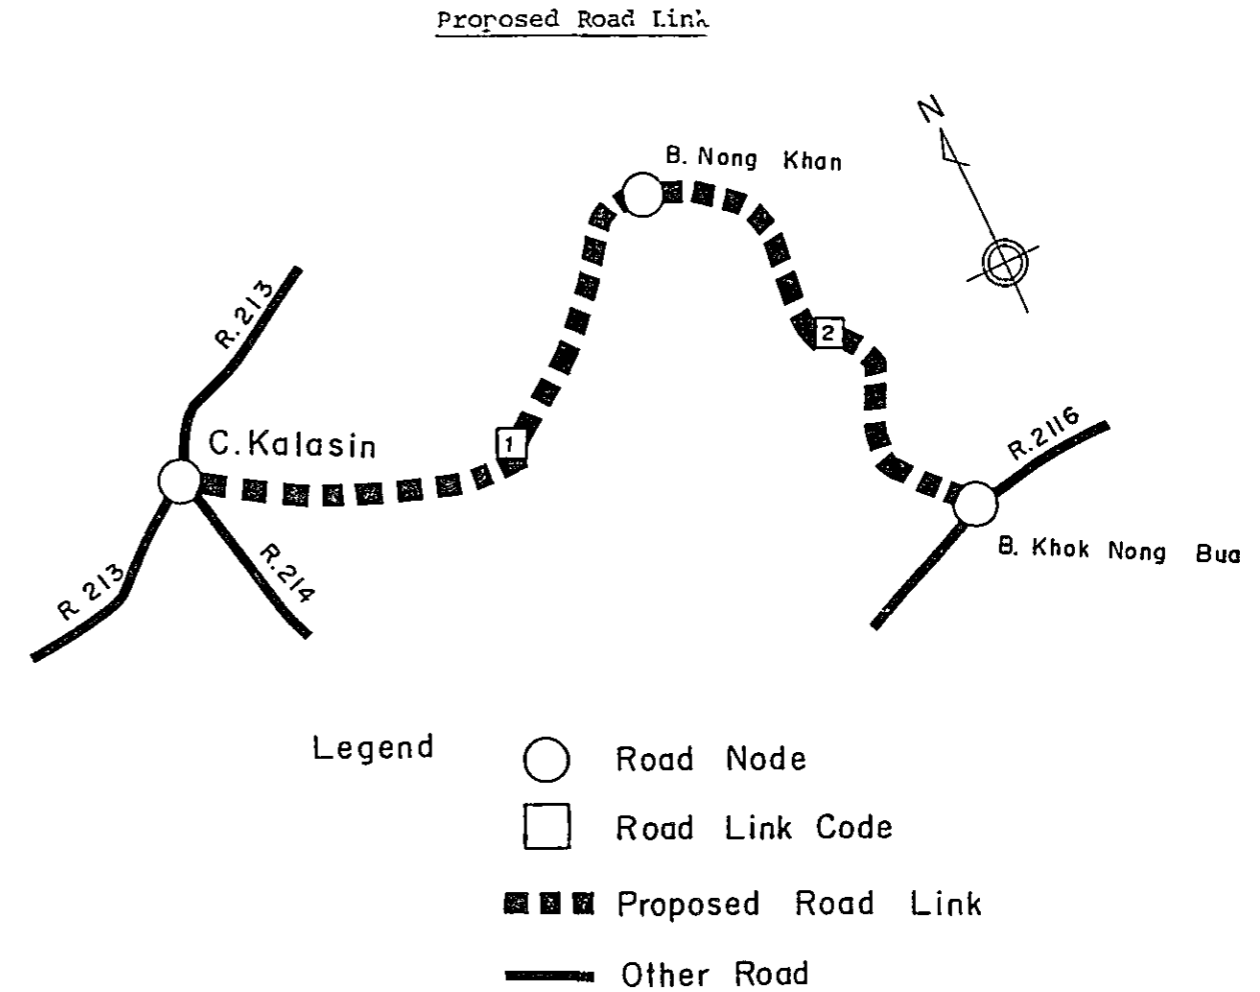 Proposed Road Link
N
B. Nong Khan
R.213
2
C. Kalasin
1
R.2116
B. Khok Nong Bua
R 213
R.214
Legend
Road Node
Road Link Code
Proposed Road Link
Other Road